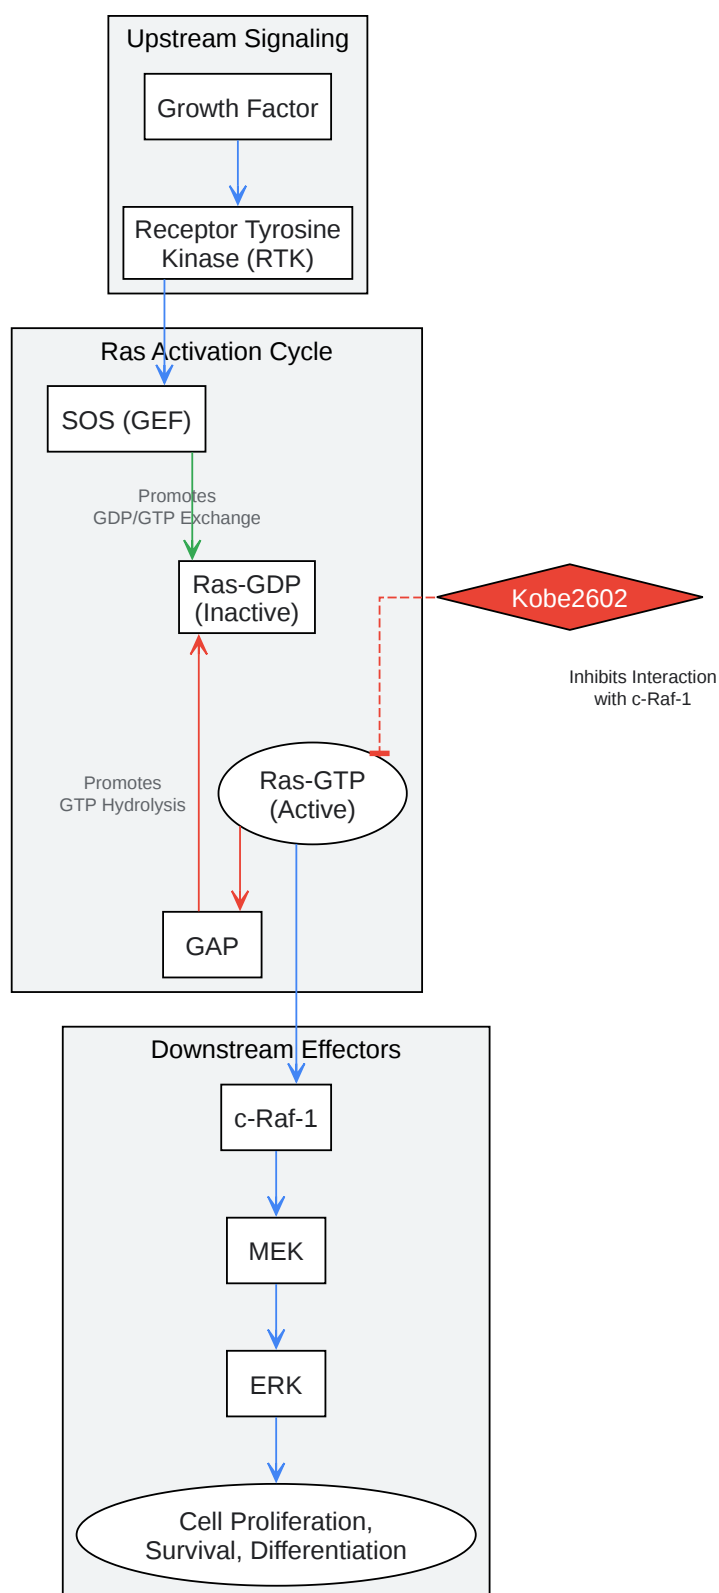 Upstream Signaling
Growth Factor
Receptor Tyrosine
Kinase (RTK)
Ras Activation Cycle
SOS (GEF)
Promotes
GDP/GTP Exchange
Ras-GDP
(Inactive)
Kobe2602
Inhibits Interaction
with c-Raf-1
Ras-GTP
(Active)
Promotes
GTP Hydrolysis
GAP
Downstream Effectors
c-Raf-1
MEK
ERK
Cell Proliferation,
Survival, Differentiation